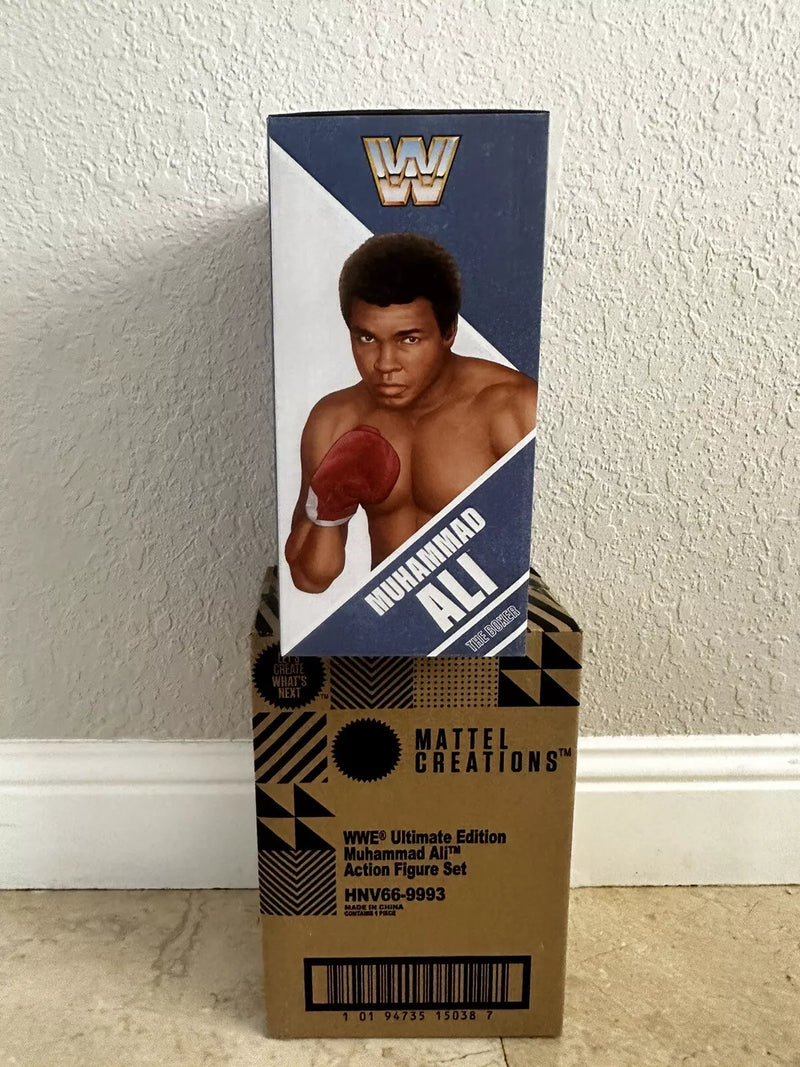 W
MUHAMMAD
ALI
THE BOXER
LET'S
CREATE
WHAT'S
NEXT
TM
MATTEL
CREATIONS™
WWE® Ultimate Edition
Muhammad Ali™
Action Figure Set
HNV66-9993
MADE IN CHINA
CONTAINS 1 PIECE
1 01 94735 15038 7